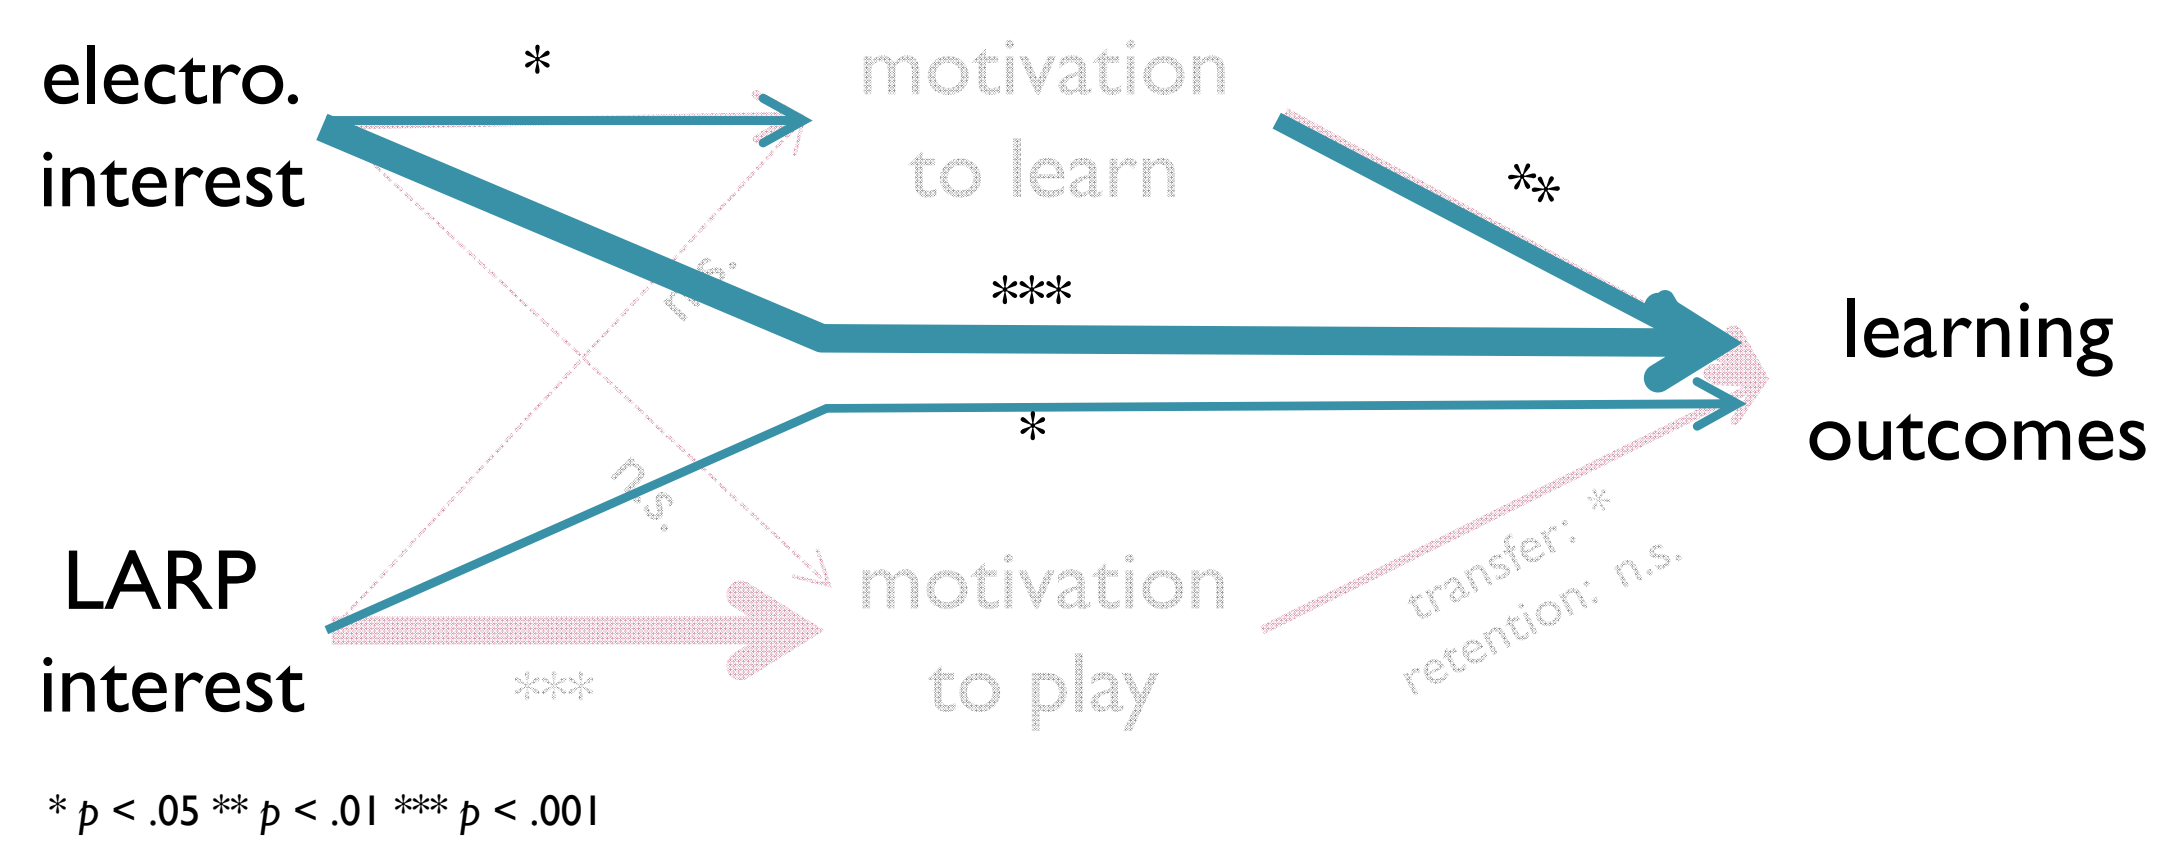 electro.
interest
*
motivation
to learn
**
n.s.
***
learning
outcomes
*
n.s.
LARP
interest
***
motivation
to play
transfer: *
retention: n.s.
* p < .05 ** p < .01 *** p < .001